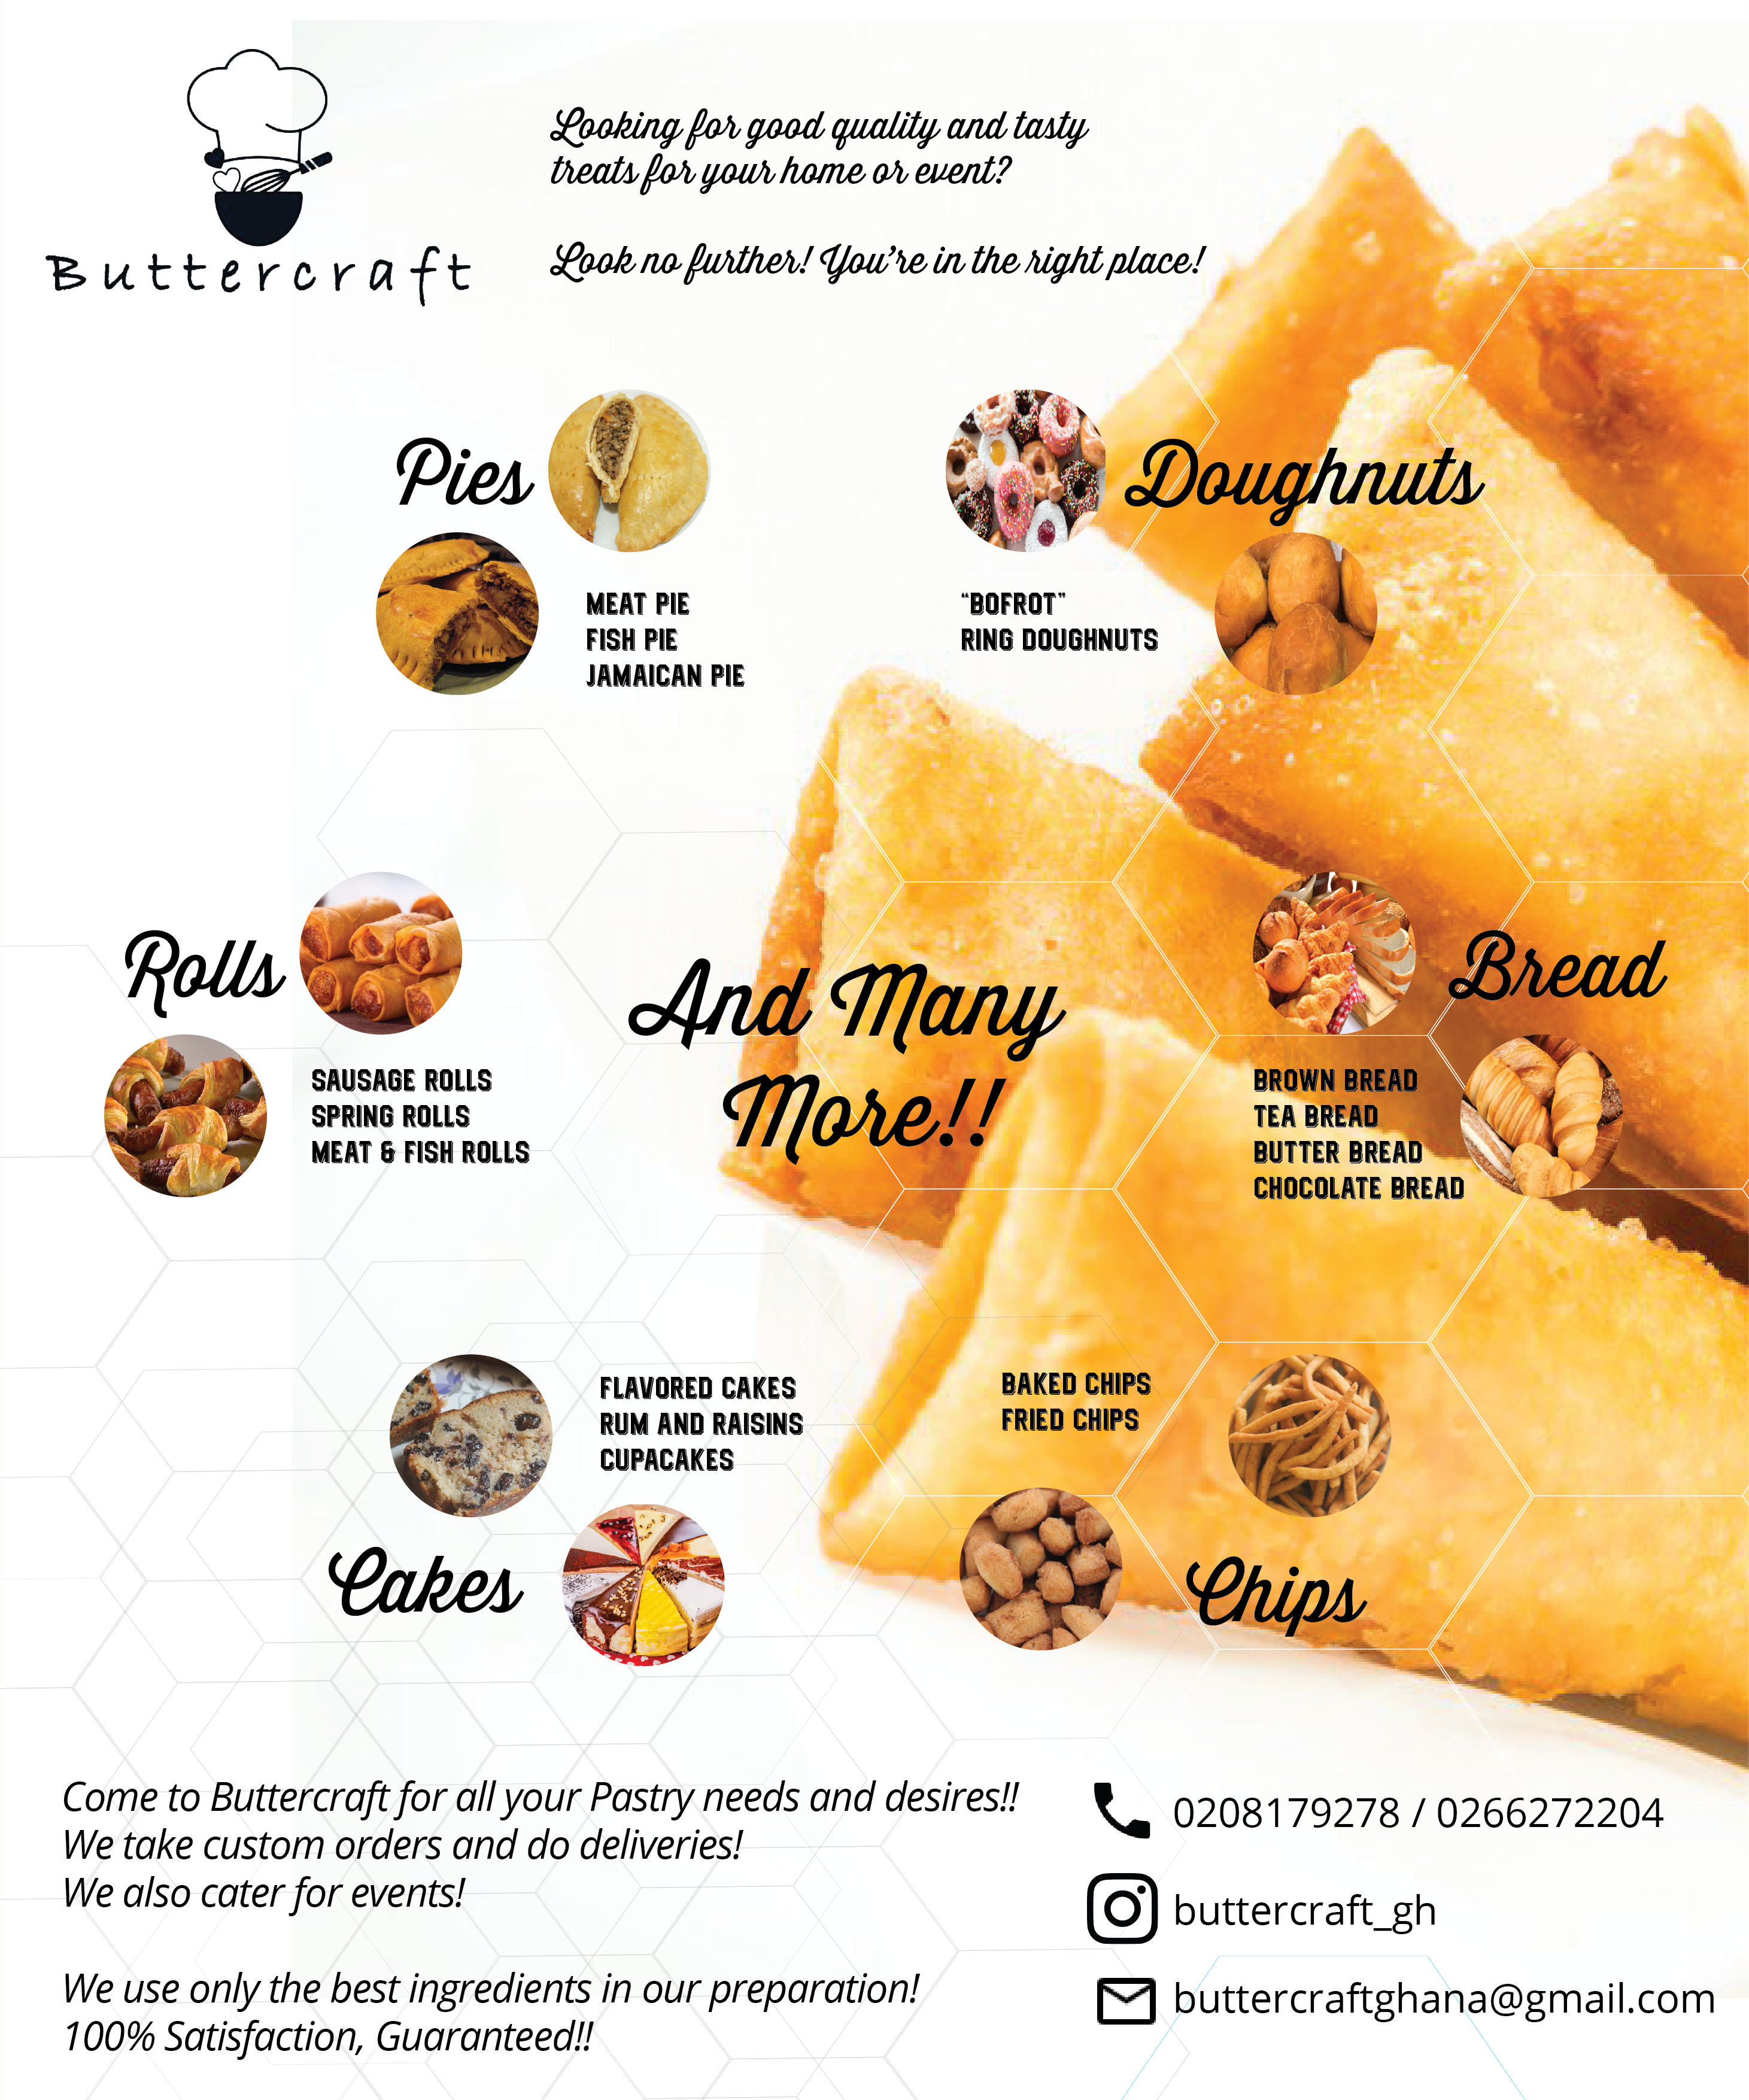 Buttercraft
Looking for good quality and tasty
treats for your home or event?
Look no further! You're in the right place!
Pies
MEAT PIE
FISH PIE
JAMAICAN PIE
Doughnuts
"BOFROT"
RING DOUGHNUTS
Rolls
SAUSAGE ROLLS
SPRING ROLLS
MEAT & FISH ROLLS
And Many
More!!
Bread
BROWN BREAD
TEA BREAD
BUTTER BREAD
CHOCOLATE BREAD
FLAVORED CAKES
RUM AND RAISINS
CUPACAKES
Cakes
BAKED CHIPS
FRIED CHIPS
Chips
Come to Buttercraft for all your Pastry needs and desires!!
We take custom orders and do deliveries!
We also cater for events!
We use only the best ingredients in our preparation!
100% Satisfaction, Guaranteed!!
0208179278 / 0266272204
buttercraft_gh
buttercraftghana@gmail.com